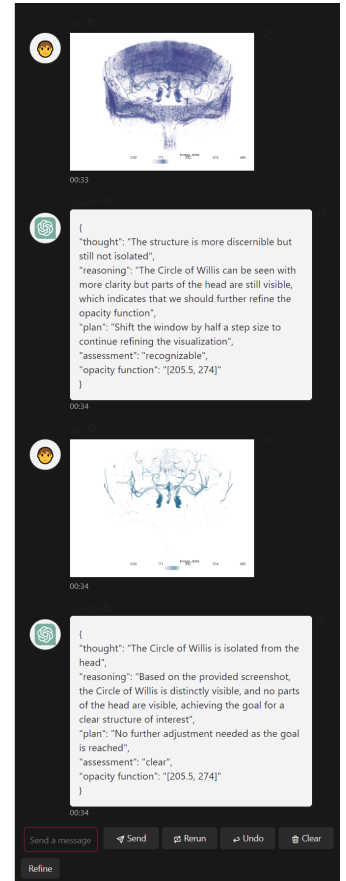 00:33
{
"thought": "The structure is more discernible but
still not isolated",
"reasoning": "The Circle of Willis can be seen with
more clarity but parts of the head are still visible,
which indicates that we should further refine the
opacity function",
"plan": "Shift the window by half a step size to
continue refining the visualization",
"assessment": "recognizable",
"opacity function": "[205.5, 274]"
}
00:34
00:34
{
"thought": "The Circle of Willis is isolated from the
head",
"reasoning": "Based on the provided screenshot,
the Circle of Willis is distinctly visible, and no parts
of the head are visible, achieving the goal for a
clear structure of interest",
"plan": "No further adjustment needed as the goal
is reached",
"assessment": "clear",
"opacity function": "[205.5, 274]"
}
00:34
Send a message Send Rerun Undo Clear
Refine